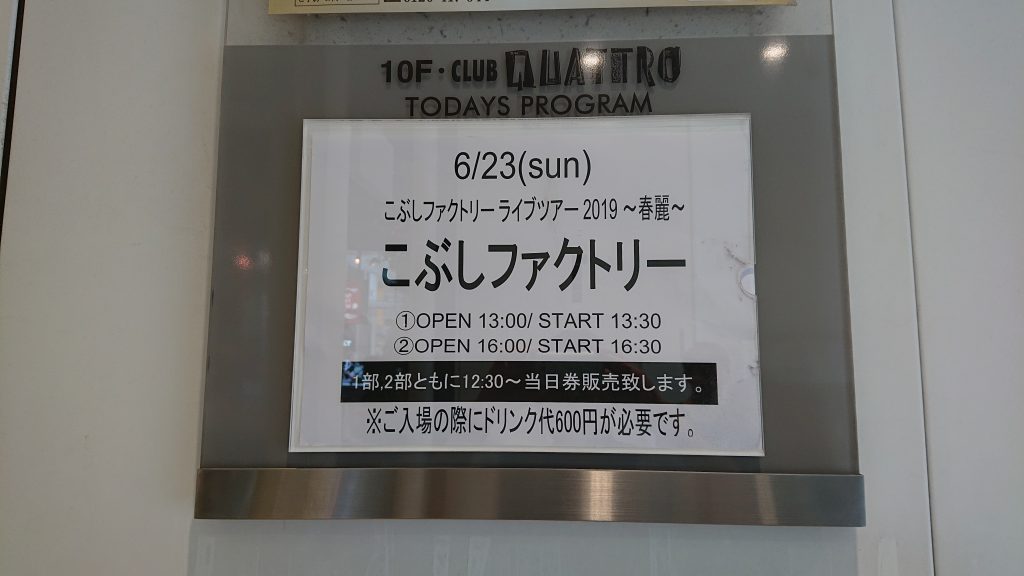 10F・CLUB QUATTRO
TODAYS PROGRAM
6/23(sun)
こぶしファクトリー ライブツアー 2019 ～春麗～
こぶしファクトリー
①OPEN 13:00/ START 13:30
②OPEN 16:00/ START 16:30
1部,2部ともに12:30～当日券販売致します。
※ご入場の際にドリンク代600円が必要です。